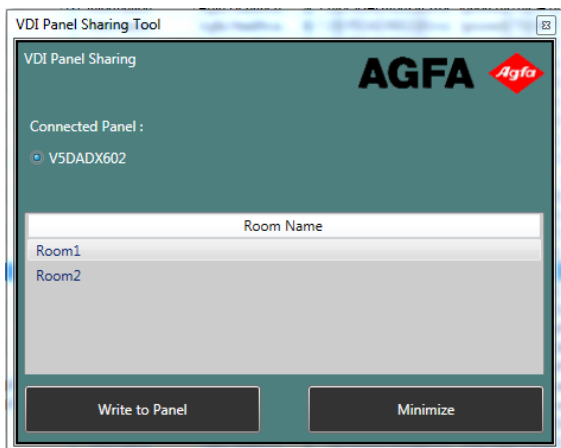 VDI Panel Sharing Tool
VDI Panel Sharing
AGFA
Agfa
Connected Panel :
V5DADX602
Room Name
Room1
Room2
Write to Panel
Minimize